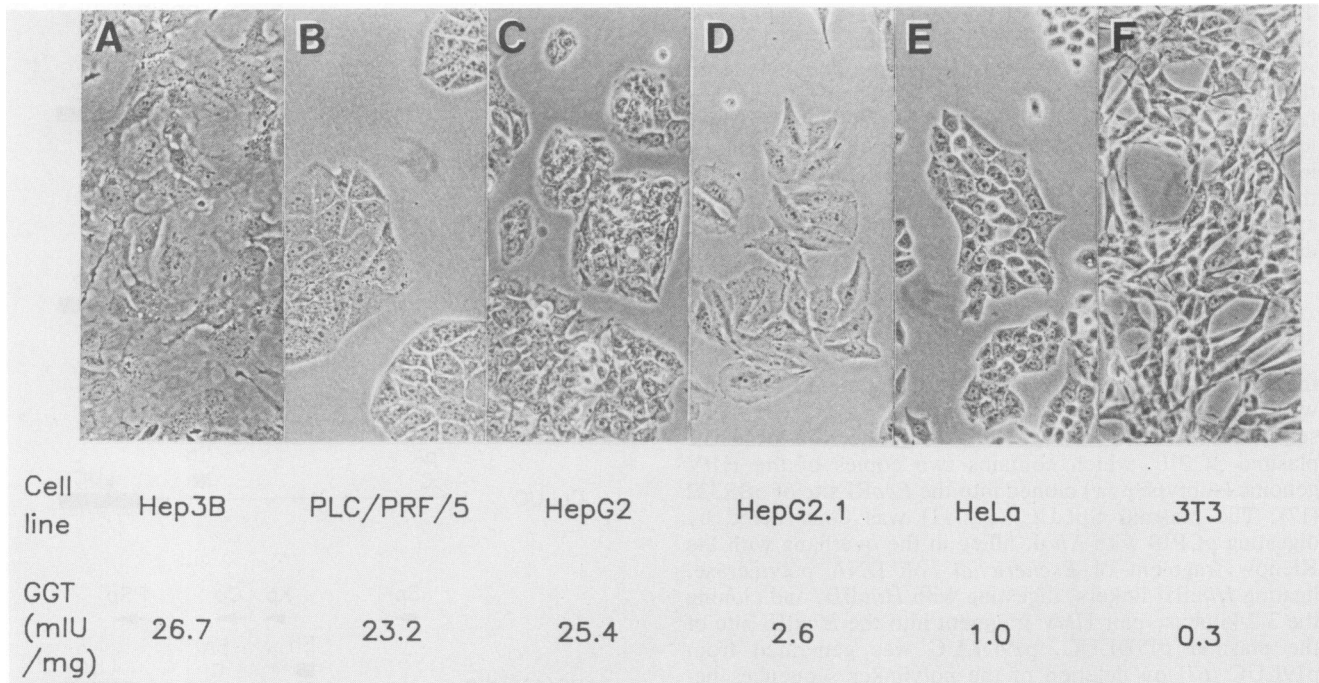 A B C D E F
Cell line Hep3B PLC/PRF/5 HepG2 HepG2.1 HeLa 3T3
GGT (mIU /mg) 26.7 23.2 25.4 2.6 1.0 0.3